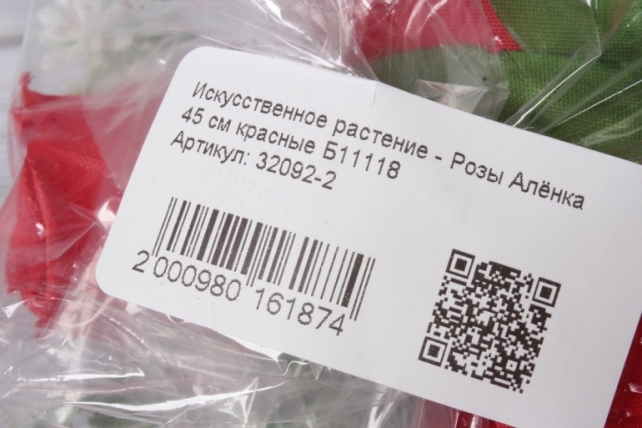 Искусственное растение - Розы Алёнка
45 см красные Б11118
Артикул: 32092-2
2 000980 161874